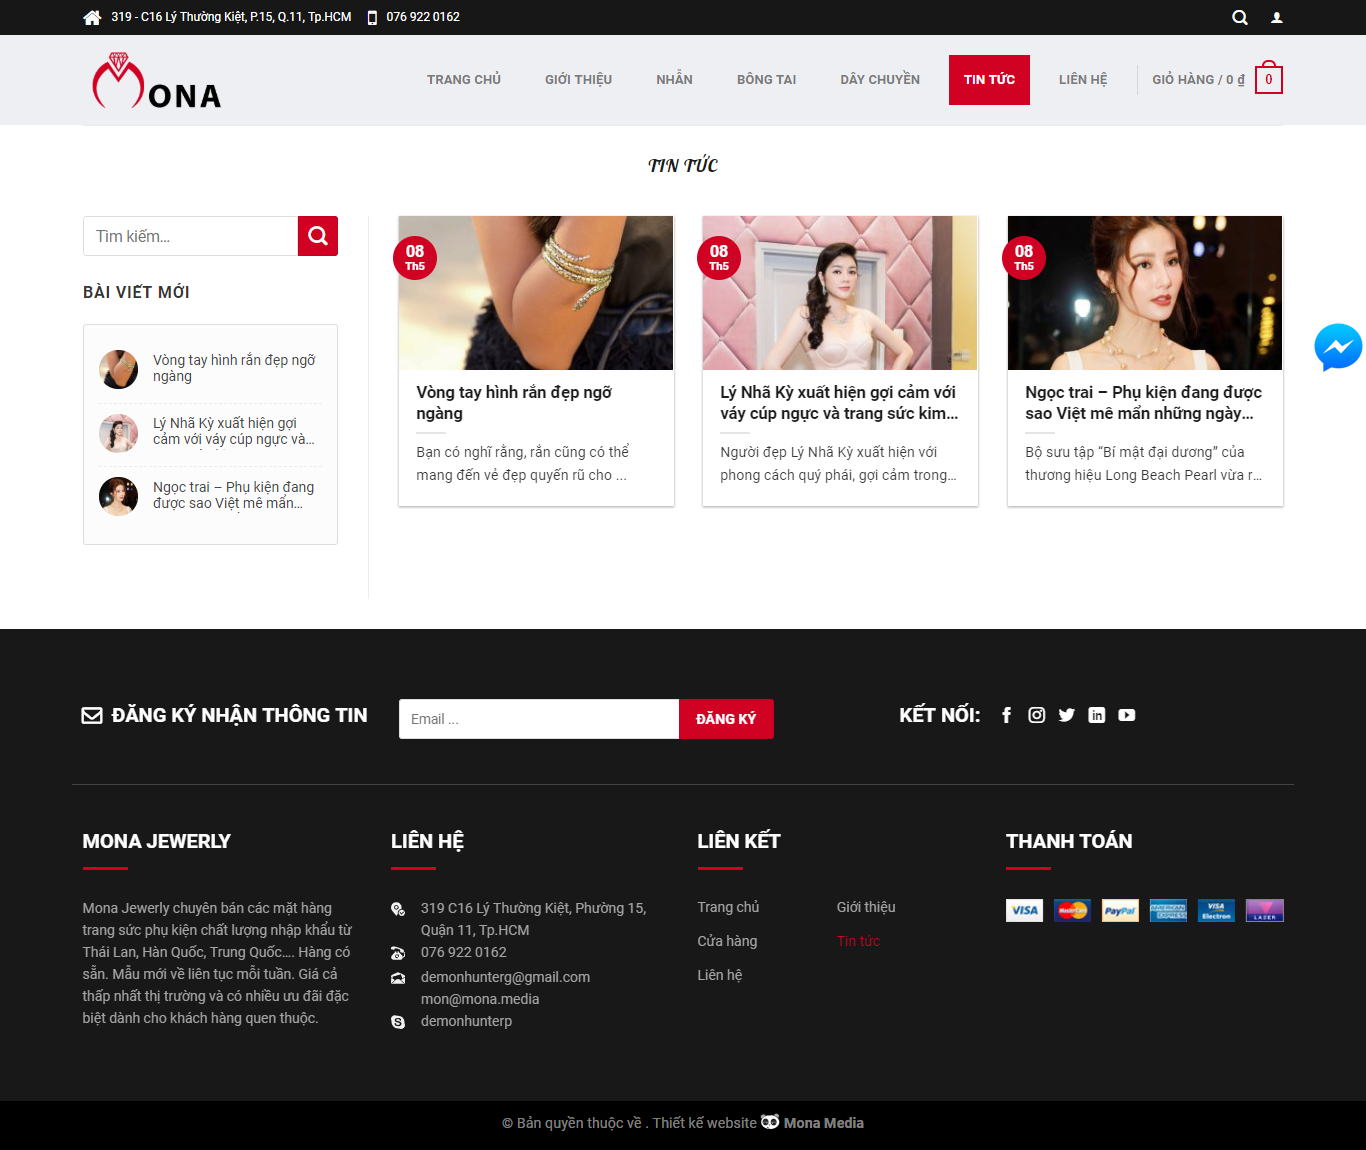 319 - C16 Lý Thường Kiệt, P.15, Q.11, Tp.HCM
076 922 0162
MONA
TRANG CHỦ
GIỚI THIỆU
NHẪN
BÔNG TAI
DÂY CHUYỀN
TIN TỨC
LIÊN HỆ
GIỎ HÀNG / 0 ₫
0
TIN TỨC
Tìm kiếm...
BÀI VIẾT MỚI
Vòng tay hình rắn đẹp ngỡ
ngàng
Lý Nhã Kỳ xuất hiện gợi
cảm với váy cúp ngực và...
Ngọc trai – Phụ kiện đang
được sao Việt mê mẩn...
08
Th5
Vòng tay hình rắn đẹp ngỡ
ngàng
Bạn có nghĩ rằng, rắn cũng có thể
mang đến vẻ đẹp quyến rũ cho ...
08
Th5
Lý Nhã Kỳ xuất hiện gợi cảm với
váy cúp ngực và trang sức kim...
Người đẹp Lý Nhã Kỳ xuất hiện với
phong cách quý phái, gợi cảm trong...
08
Th5
Ngọc trai – Phụ kiện đang được
sao Việt mê mẩn những ngày...
Bộ sưu tập “Bí mật đại dương” của
thương hiệu Long Beach Pearl vừa r...
ĐĂNG KÝ NHẬN THÔNG TIN
Email ...
ĐĂNG KÝ
KẾT NỐI:
MONA JEWERLY
Mona Jewerly chuyên bán các mặt hàng
trang sức phụ kiện chất lượng nhập khẩu từ
Thái Lan, Hàn Quốc, Trung Quốc.... Hàng có
sẵn. Mẫu mới về liên tục mỗi tuần. Giá cả
thấp nhất thị trường và có nhiều ưu đãi đặc
biệt dành cho khách hàng quen thuộc.
LIÊN HỆ
319 C16 Lý Thường Kiệt, Phường 15,
Quận 11, Tp.HCM
076 922 0162
demonhunterg@gmail.com
mon@mona.media
demonhunterp
LIÊN KẾT
Trang chủ
Giới thiệu
Cửa hàng
Tin tức
Liên hệ
THANH TOÁN
VISA
MasterCard
PayPal
AMERICAN EXPRESS
VISA Electron
LASER
© Bản quyền thuộc về . Thiết kế website Mona Media